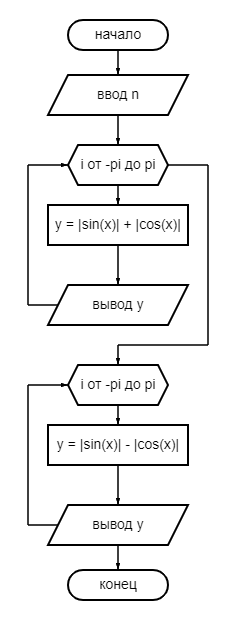 начало
ввод n
i от -pi до pi
y = |sin(x)| + |cos(x)|
вывод y
i от -pi до pi
y = |sin(x)| - |cos(x)|
вывод y
конец